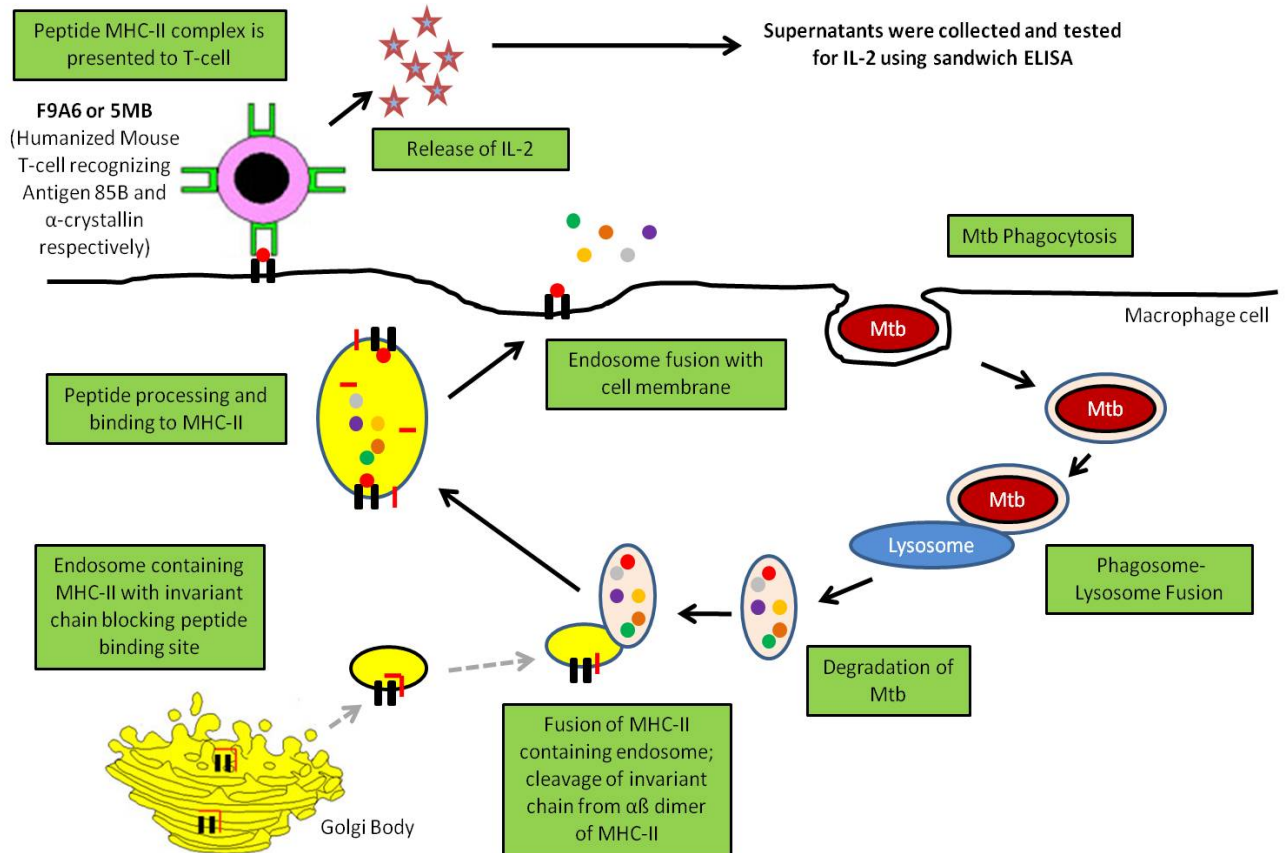 Peptide MHC-II complex is
presented to T-cell
Supernatants were collected and tested
for IL-2 using sandwich ELISA
F9A6 or 5MB
(Humanized Mouse
T-cell recognizing
Antigen 85B and
α-crystallin
respectively)
Release of IL-2
Mtb Phagocytosis
Mtb
Macrophage cell
Endosome fusion with
cell membrane
Peptide processing and
binding to MHC-II
Mtb
Mtb
Lysosome
Phagosome-
Lysosome Fusion
Endosome containing
MHC-II with invariant
chain blocking peptide
binding site
Degradation of
Mtb
Fusion of MHC-II
containing endosome;
cleavage of invariant
chain from αß dimer
of MHC-II
Golgi Body